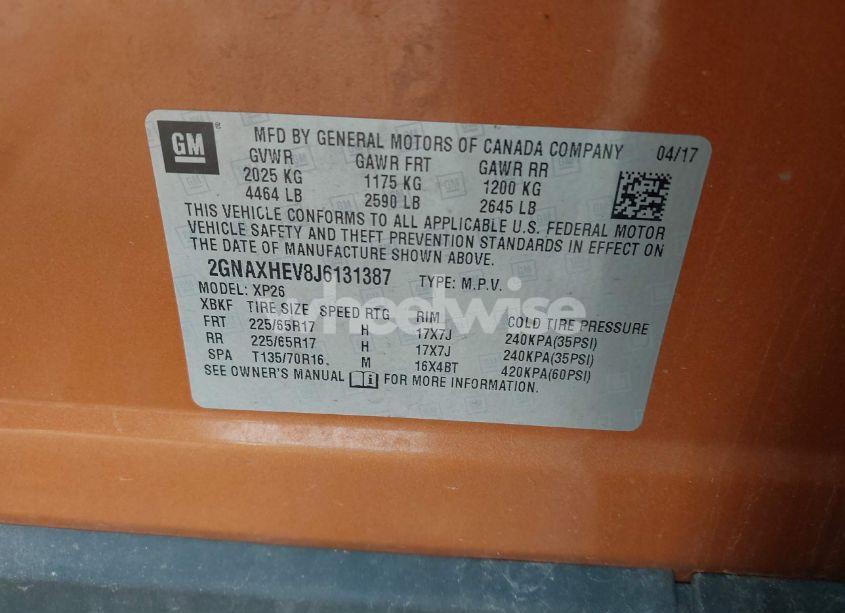 GM
MFD BY GENERAL MOTORS OF CANADA COMPANY 04/17
GVWR GAWR FRT GAWR RR
2025 KG 1175 KG 1200 KG
4464 LB 2590 LB 2645 LB
THIS VEHICLE CONFORMS TO ALL APPLICABLE U.S. FEDERAL MOTOR
VEHICLE SAFETY AND THEFT PREVENTION STANDARDS IN EFFECT ON
THE DATE OF MANUFACTURE SHOWN ABOVE.
2GNAXHEV8J6131387 TYPE: M.P.V.
MODEL: XP26
XBKF TIRE SIZE SPEED RTG RIM COLD TIRE PRESSURE
FRT 225/65R17 H 17X7J 240KPA(35PSI)
RR 225/65R17 H 17X7J 240KPA(35PSI)
SPA T135/70R16 M 16X4BT 420KPA(60PSI)
SEE OWNER'S MANUAL FOR MORE INFORMATION.
wheelwise